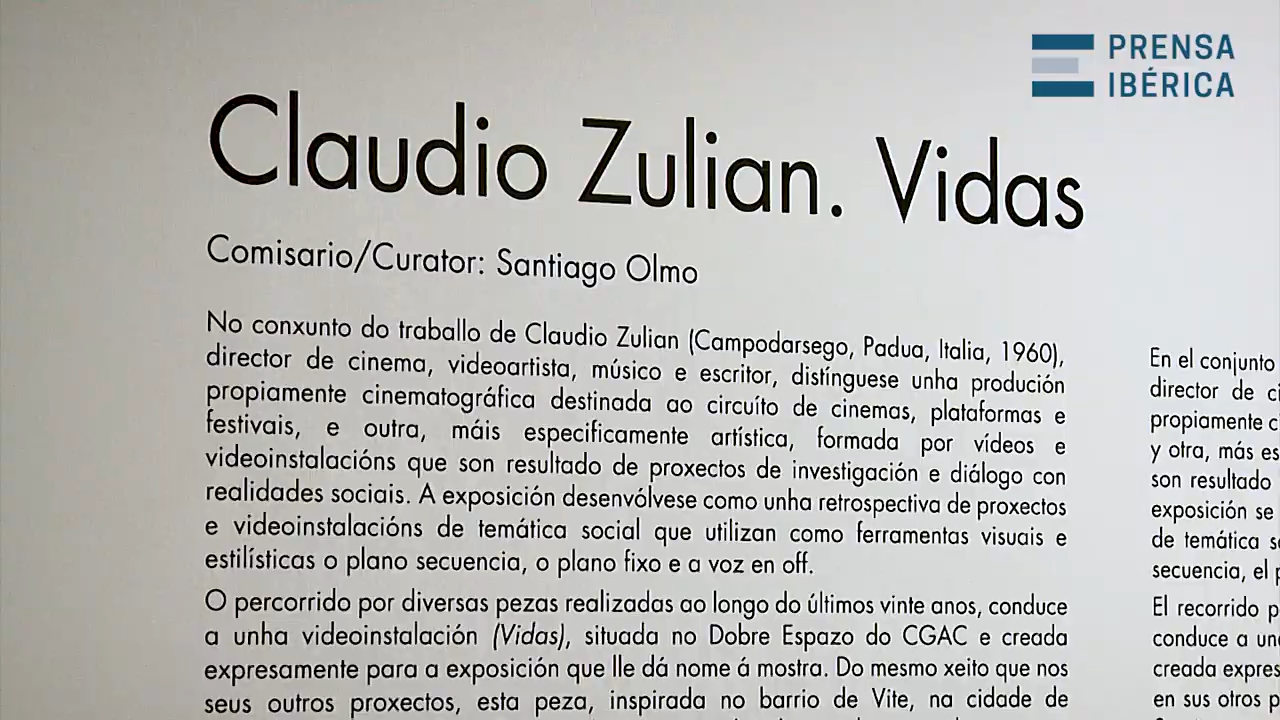 PRENSA
IBÉRICA
Claudio Zulian. Vidas
Comisario/Curator: Santiago Olmo
No conxunto do traballo de Claudio Zulian (Campodarsego, Padua, Italia, 1960),
director de cinema, videoartista, músico e escritor, distínguese unha produción
propiamente cinematográfica destinada ao circuíto de cinemas, plataformas e
festivais, e outra, máis especificamente artística, formada por vídeos e
videoinstalacións que son resultado de proxectos de investigación e diálogo con
realidades sociais. A exposición desenvólvese como unha retrospectiva de proxectos
e videoinstalacións de temática social que utilizan como ferramentas visuais e
estilísticas o plano secuencia, o plano fixo e a voz en off.
O percorrido por diversas pezas realizadas ao longo do últimos vinte anos, conduce
a unha videoinstalación (Vidas), situada no Dobre Espazo do CGAC e creada
expresamente para a exposición que lle dá nome á mostra. Do mesmo xeito que nos
seus outros proxectos, esta peza, inspirada no barrio de Vite, na cidade de
En el conjunto
director de ci
propiamente c
y otra, más es
son resultado
exposición se
de temática so
secuencia, el p
El recorrido p
conduce a un
creada expres
en sus otros p